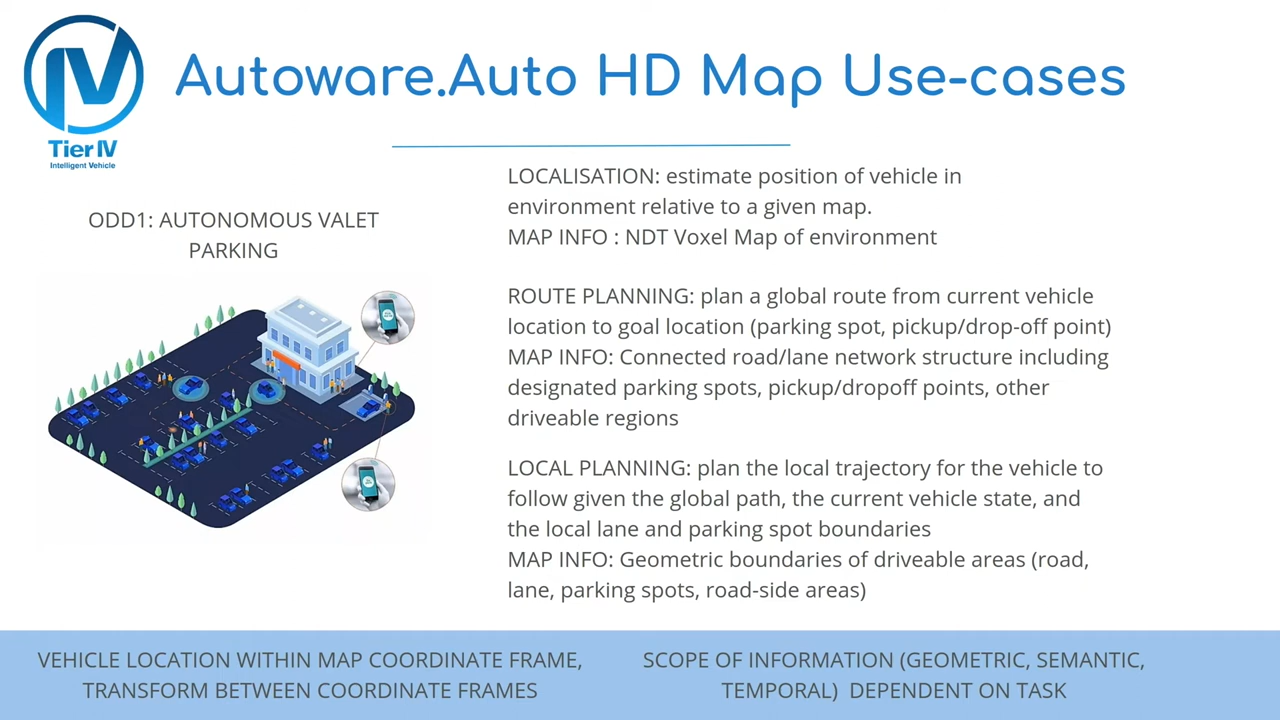 Tier IV
Intelligent Vehicle
Autoware.Auto HD Map Use-cases
ODD1: AUTONOMOUS VALET
PARKING
LOCALISATION: estimate position of vehicle in
environment relative to a given map.
MAP INFO : NDT Voxel Map of environment
ROUTE PLANNING: plan a global route from current vehicle
location to goal location (parking spot, pickup/drop-off point)
MAP INFO: Connected road/lane network structure including
designated parking spots, pickup/dropoff points, other
driveable regions
LOCAL PLANNING: plan the local trajectory for the vehicle to
follow given the global path, the current vehicle state, and
the local lane and parking spot boundaries
MAP INFO: Geometric boundaries of driveable areas (road,
lane, parking spots, road-side areas)
VEHICLE LOCATION WITHIN MAP COORDINATE FRAME,
TRANSFORM BETWEEN COORDINATE FRAMES
SCOPE OF INFORMATION (GEOMETRIC, SEMANTIC,
TEMPORAL) DEPENDENT ON TASK